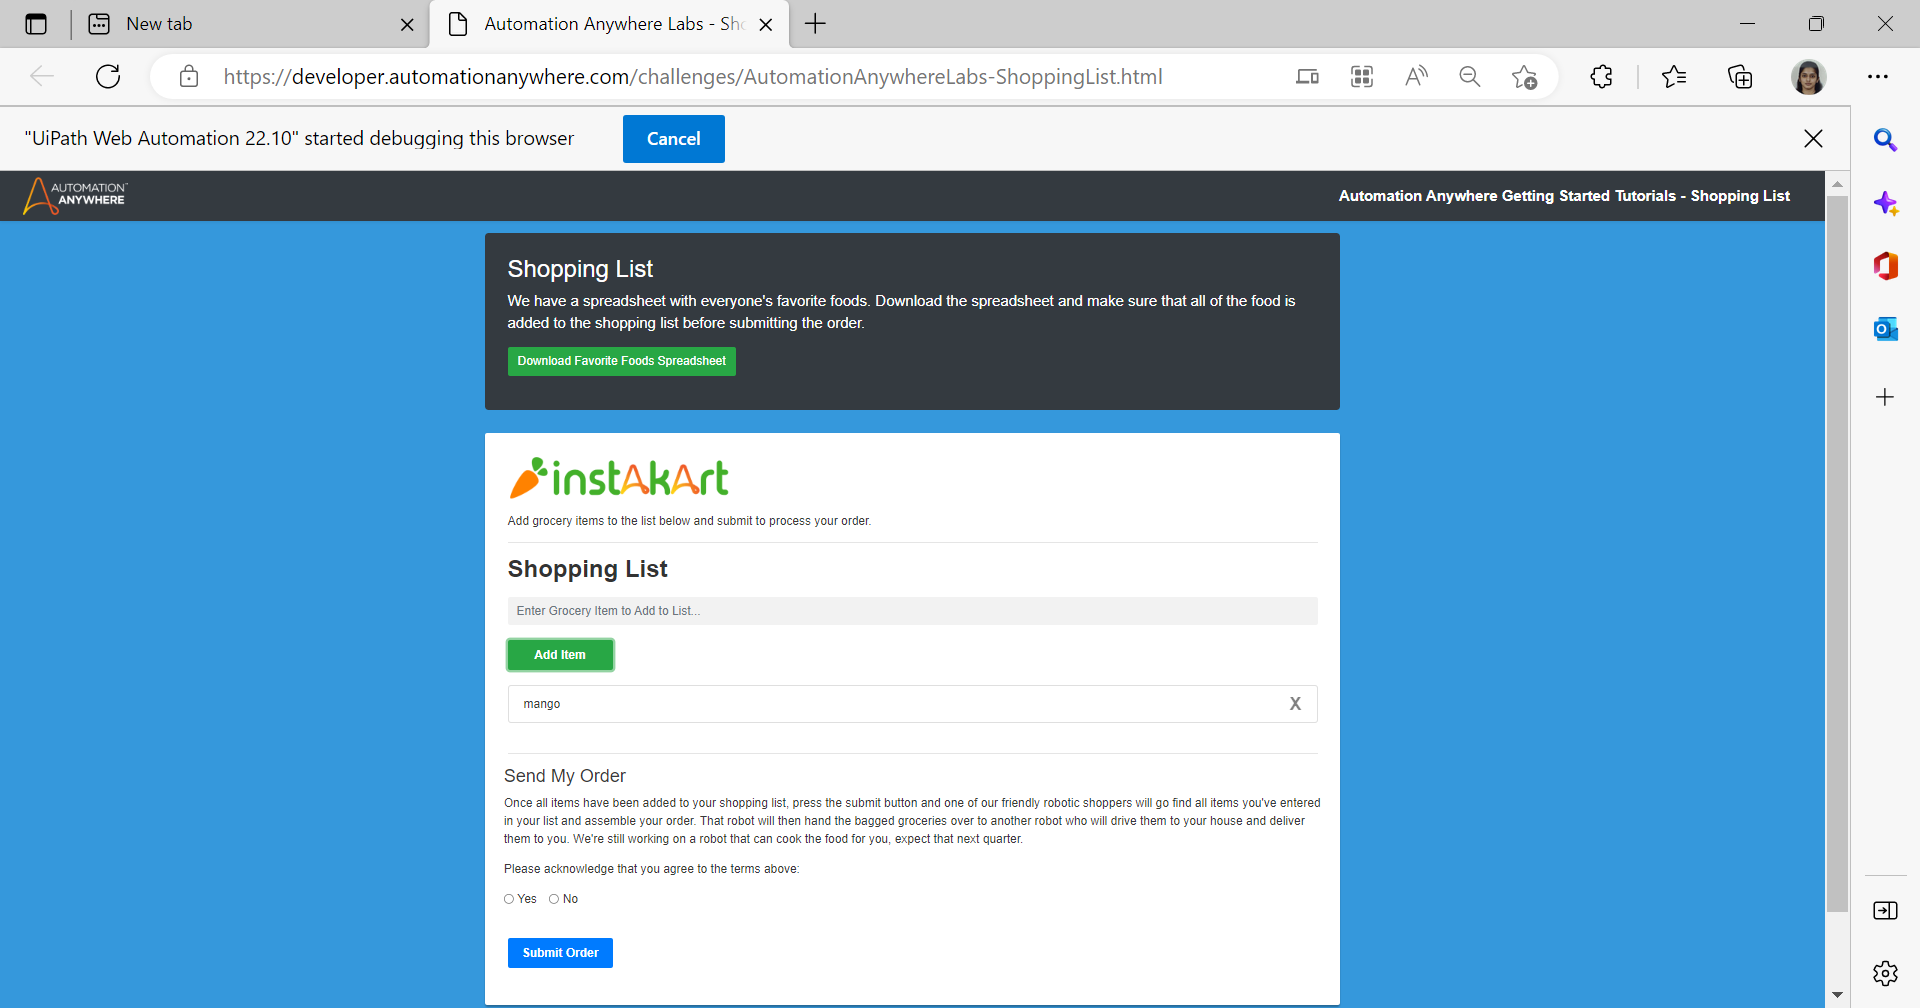 New tab
Automation Anywhere Labs - Sho
https://developer.automationanywhere.com/challenges/AutomationAnywhereLabs-ShoppingList.html
"UiPath Web Automation 22.10" started debugging this browser
Cancel
AUTOMATION
ANYWHERE
Automation Anywhere Getting Started Tutorials - Shopping List
Shopping List
We have a spreadsheet with everyone's favorite foods. Download the spreadsheet and make sure that all of the food is
added to the shopping list before submitting the order.
Download Favorite Foods Spreadsheet
instAkArt
Add grocery items to the list below and submit to process your order.
Shopping List
Enter Grocery Item to Add to List...
Add Item
mango X
Send My Order
Once all items have been added to your shopping list, press the submit button and one of our friendly robotic shoppers will go find all items you've entered
in your list and assemble your order. That robot will then hand the bagged groceries over to another robot who will drive them to your house and deliver
them to you. We're still working on a robot that can cook the food for you, expect that next quarter.
Please acknowledge that you agree to the terms above:
Yes No
Submit Order